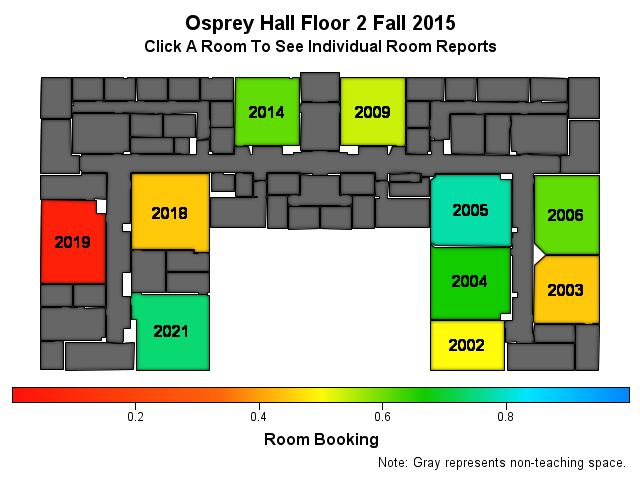 Osprey Hall Floor 2 Fall 2015
Click A Room To See Individual Room Reports
2014 2009
2019 2018 2005 2006
2004 2003
2021 2002
0.2 0.4 0.6 0.8
Room Booking
Note: Gray represents non-teaching space.